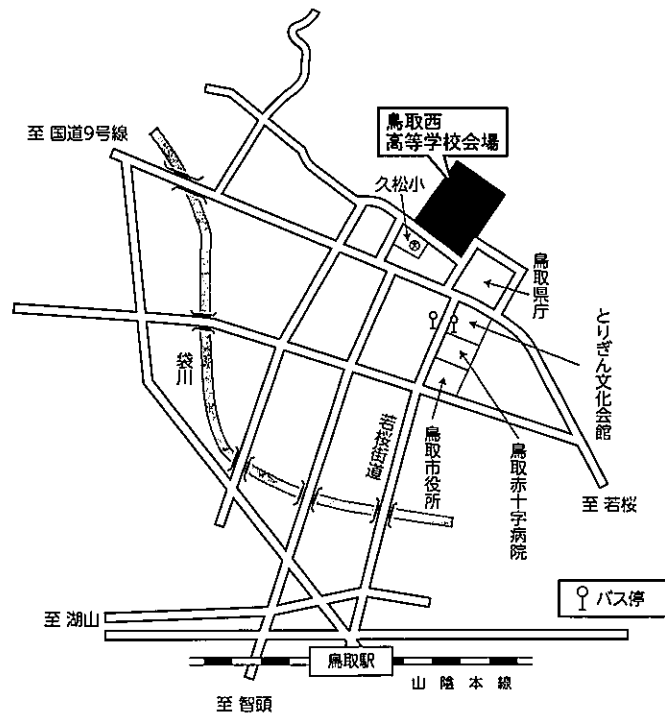 鳥取西
高等学校会場
至 国道9号線
久松小
鳥取県庁
とりぎん文化会館
袋川
若桜街道
鳥取市役所
鳥取赤十字病院
至 若桜
バス停
至 湖山
鳥取駅
山陰本線
至 智頭